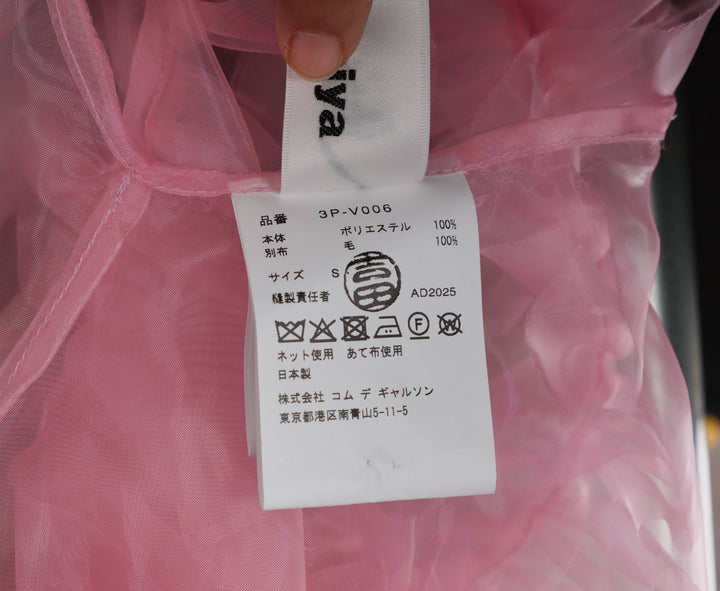 iya
品番 3P-V006
本体 ポリエステル 100%
別布 毛 100%
サイズ S
縫製責任者 吉田 AD2025
F W
ネット使用 あて布使用
日本製
株式会社 コム デ ギャルソン
東京都港区南青山5-11-5